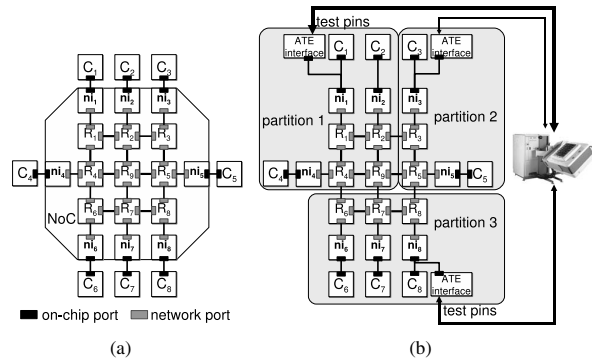 C1 C2 C3
ni1 ni2 ni3
R1 R2 R3
C4 ni4 R4 R9 R5 ni5 C5
NoC R6 R7 R8
ni6 ni7 ni8
C6 C7 C8
on-chip port network port
(a)
test pins
ATE interface C1 C2 C3 ATE interface
ni1 ni2 ni3
partition 1 partition 2
R1 R2 R3
C4 ni4 R4 R9 R5 ni5 C5
R6 R7 R8
partition 3
ni6 ni7 ni8
C6 C7 C8 ATE interface
test pins
(b)